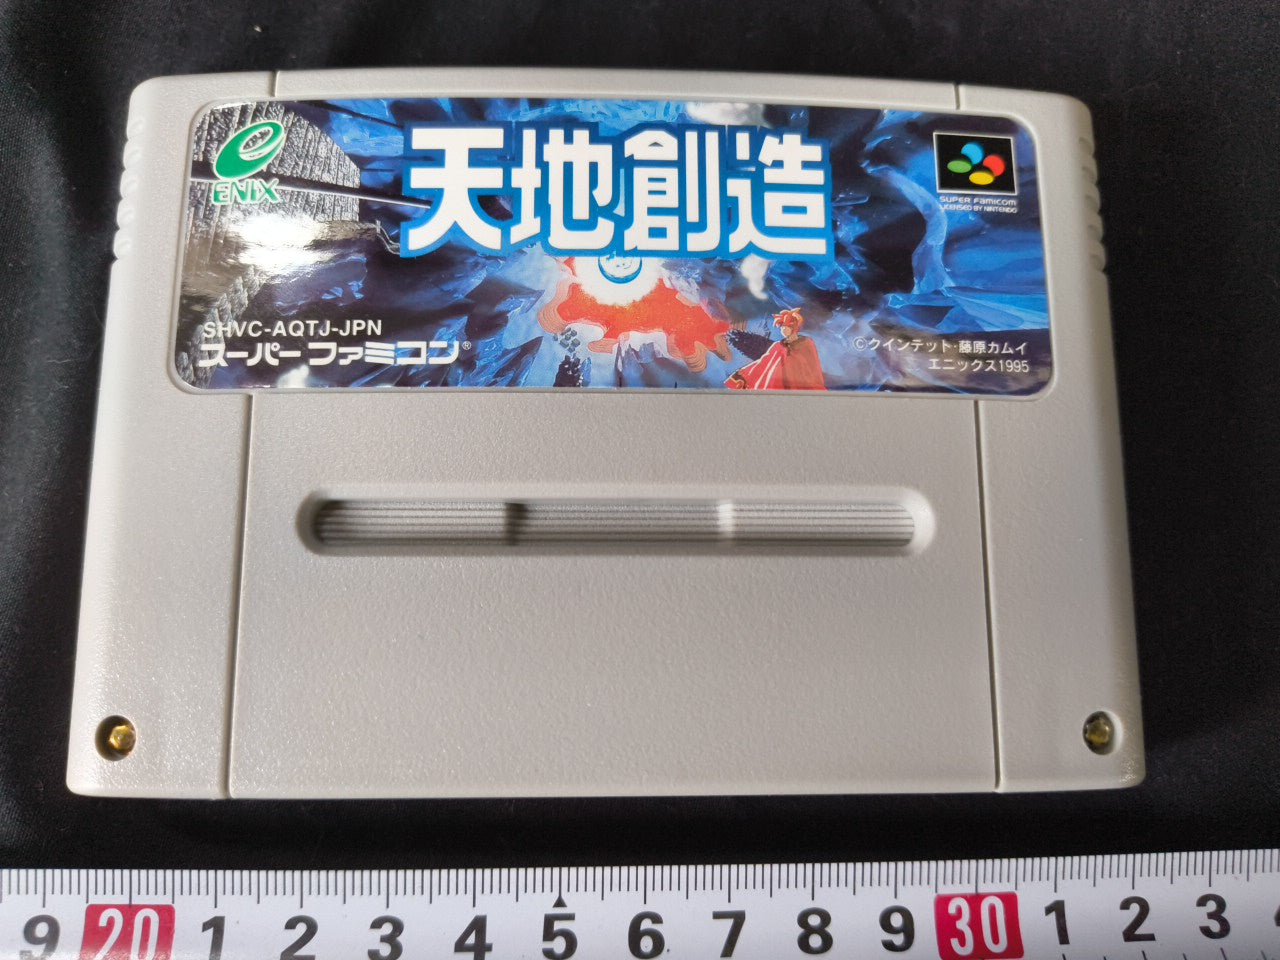 ENIX
天地創造
SUPER Famicom
LICENSED BY NINTENDO
SHVC-AQTJ-JPN
スーパーファミコン®
©クインテット・藤原カムイ
エニックス1995
9 20 1 2 3 4 5 6 7 8 9 30 1 2 3